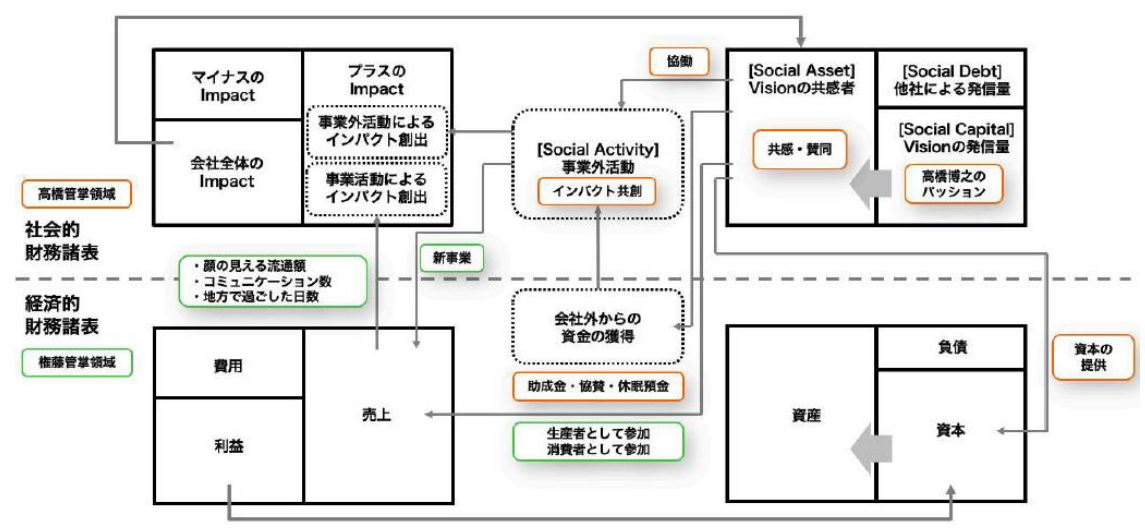 マイナスの
Impact
プラスの
Impact
事業外活動による
インパクト創出
会社全体の
Impact
事業活動による
インパクト創出
[Social Activity]
事業外活動
インパクト共創
協働
[Social Asset]
Visionの共感者
共感・賛同
[Social Debt]
他社による発信量
[Social Capital]
Visionの発信量
高橋博之の
パッション
高橋管掌領域
社会的
財務諸表
・顔の見える流通額
・コミュニケーション数
・地方で過ごした日数
新事業
経済的
財務諸表
権藤管掌領域
費用
利益
売上
会社外からの
資金の獲得
助成金・協賛・休眠預金
生産者として参加
消費者として参加
資産
負債
資本
資本の
提供